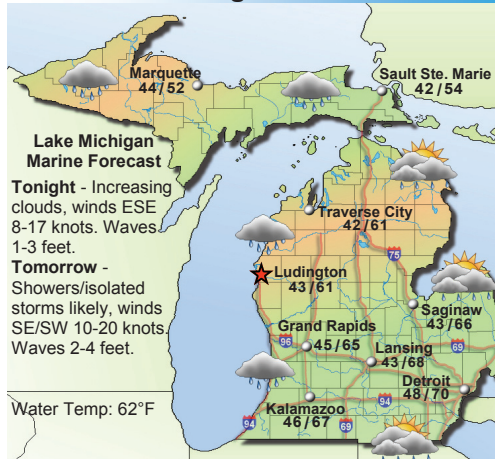 Marquette
44 / 52
Sault Ste. Marie
42 / 54
Lake Michigan
Marine Forecast
Tonight - Increasing
clouds, winds ESE
8-17 knots. Waves
1-3 feet.
Tomorrow -
Showers/isolated
storms likely, winds
SE/SW 10-20 knots.
Waves 2-4 feet.
Water Temp: 62°F
Traverse City
42 / 61
75
Ludington
43 / 61
Saginaw
43 / 66
Grand Rapids
96
45 / 65
Lansing
43 / 68
69
Detroit
48 / 70
Kalamazoo
46 / 67
94
94
69